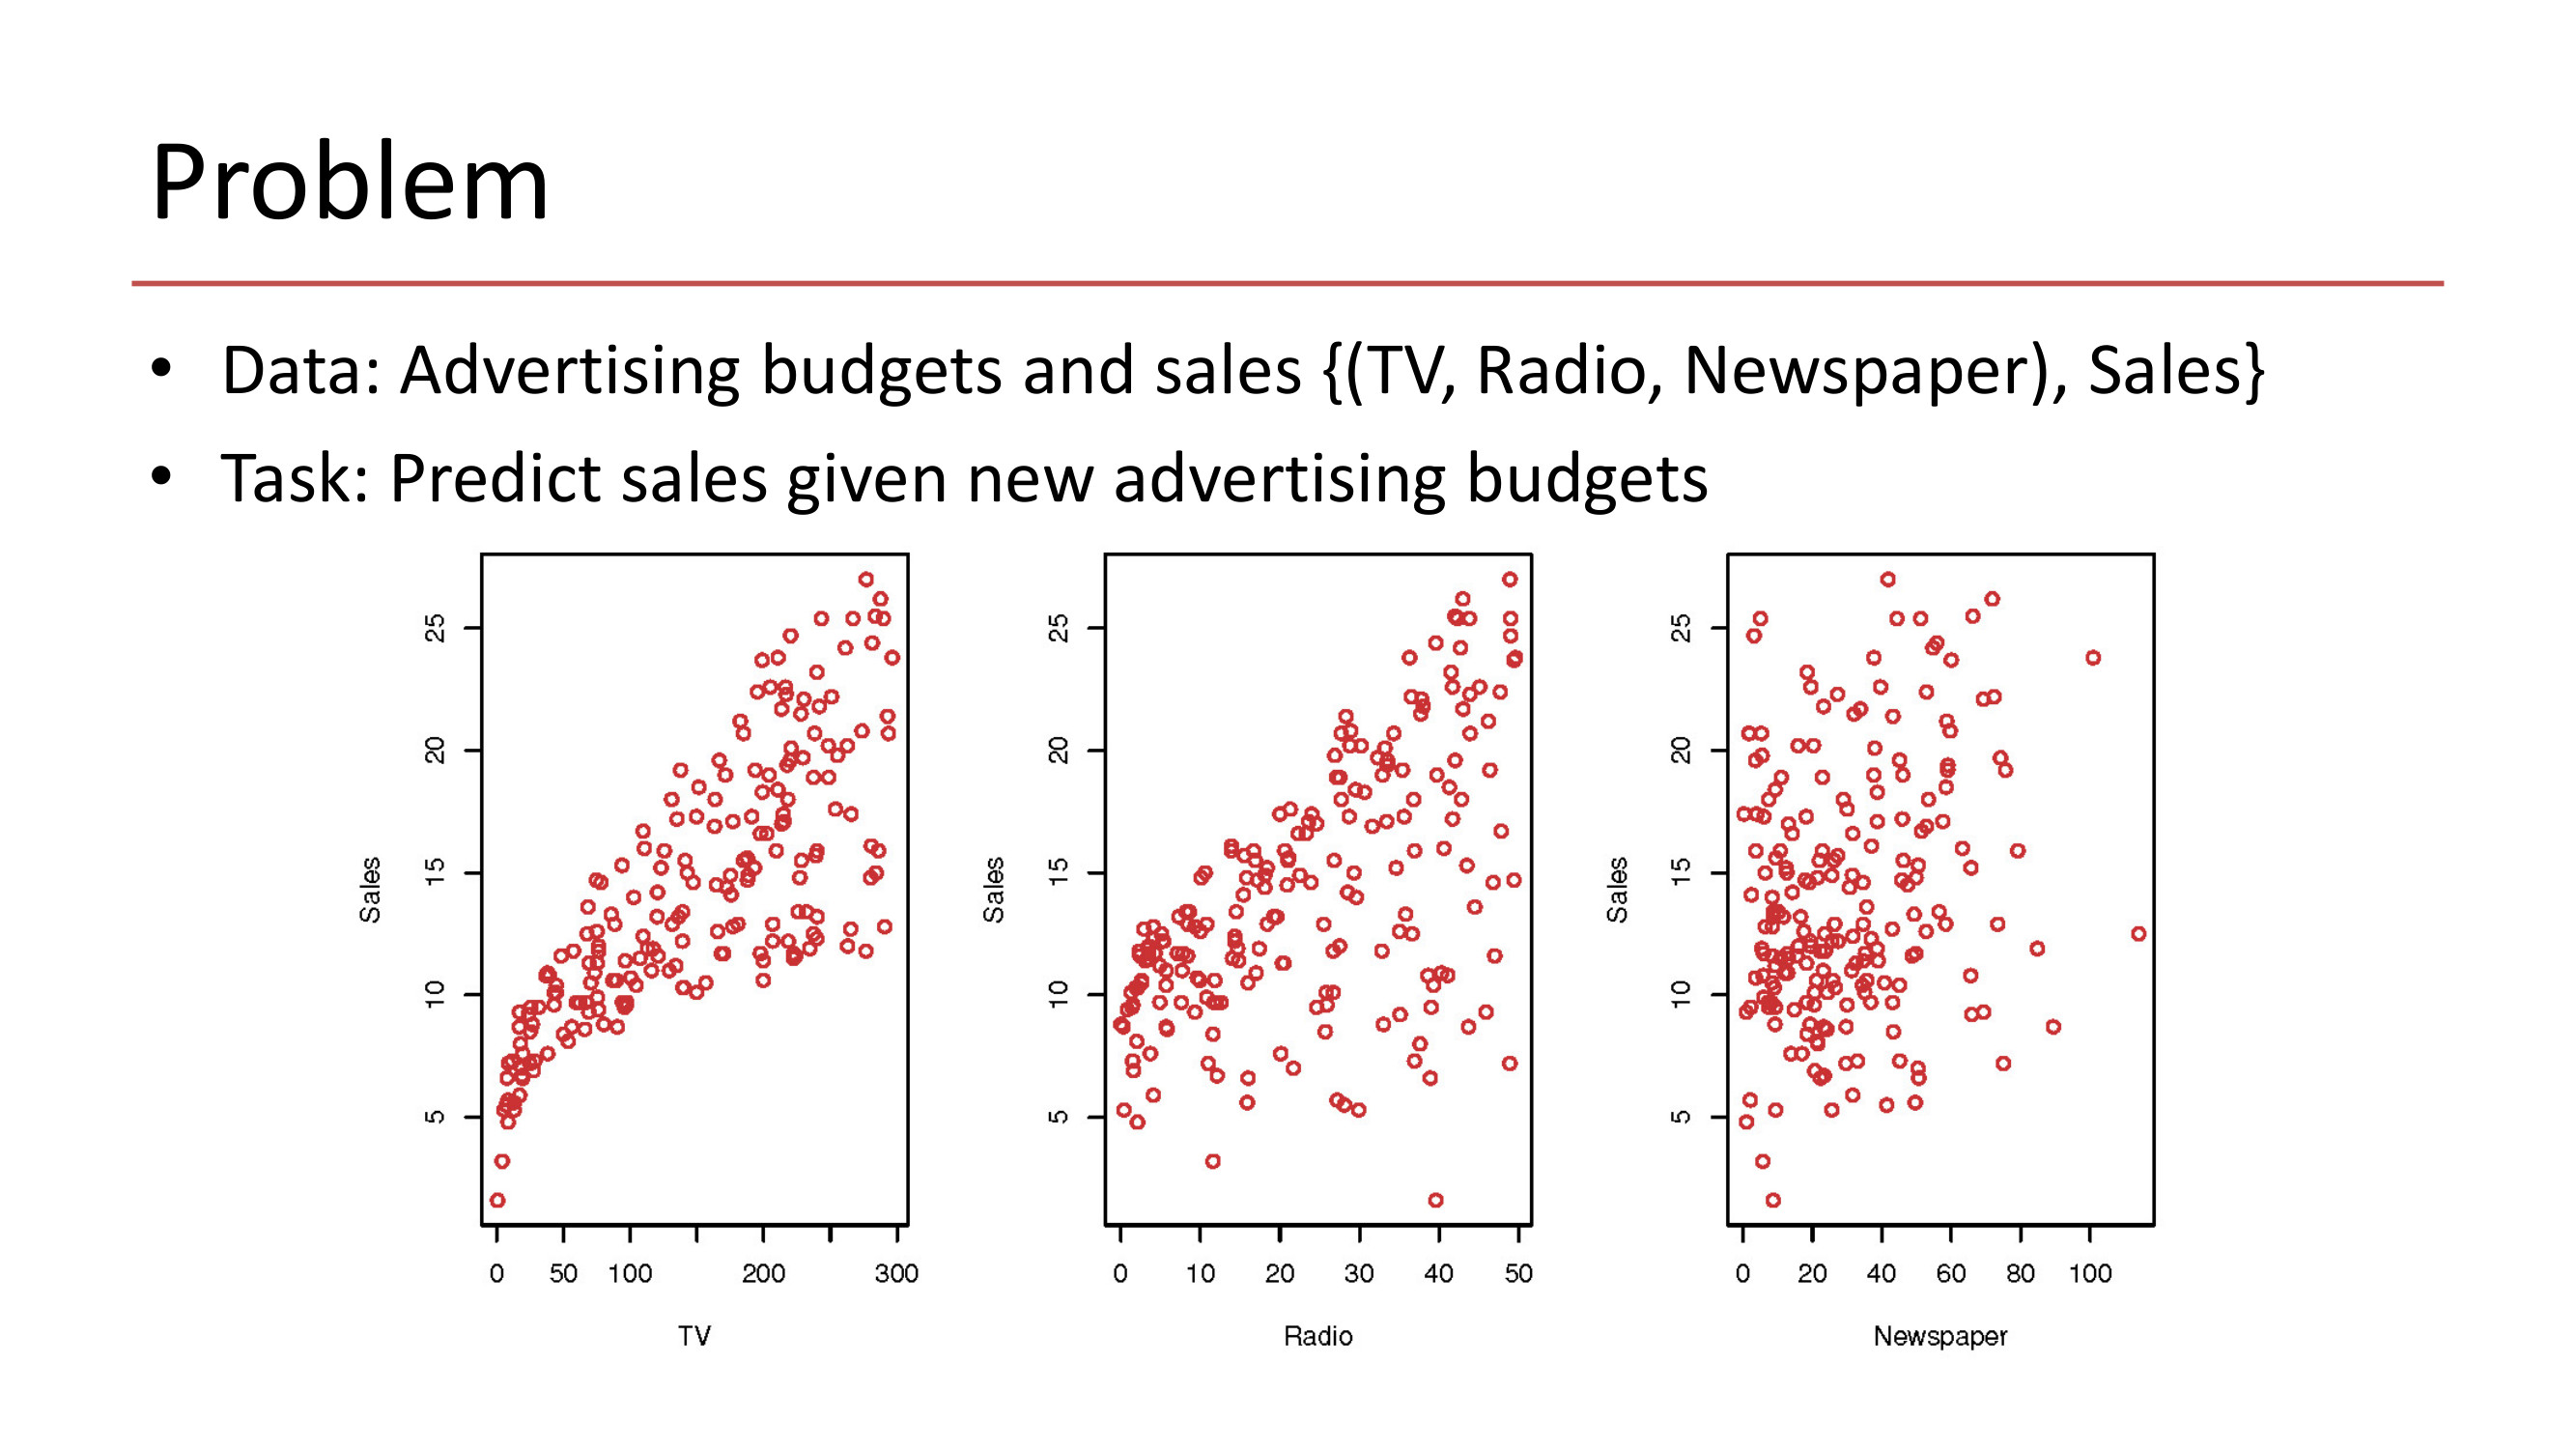 Problem
• Data: Advertising budgets and sales {(TV, Radio, Newspaper), Sales}
• Task: Predict sales given new advertising budgets
Sales
5 10 15 20 25
0 50 100 200 300
TV
Sales
5 10 15 20 25
0 10 20 30 40 50
Radio
Sales
5 10 15 20 25
0 20 40 60 80 100
Newspaper